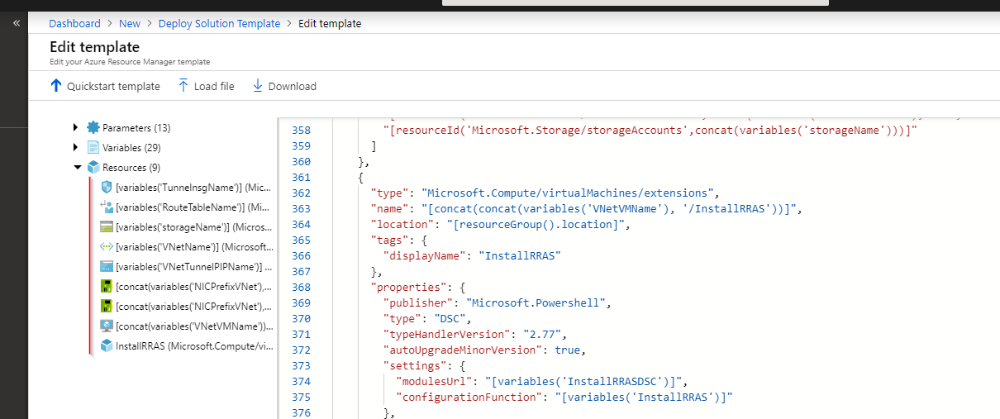 «
Dashboard > New > Deploy Solution Template > Edit template
Edit template
Edit your Azure Resource Manager template
Quickstart template Load file Download
Parameters (13)
Variables (29)
Resources (9)
[variables('TunnelnsgName')] (Mic...
[variables('RouteTableName')] (Mi...
[variables('storageName')] (Micros...
[variables('VNetName')] (Microsoft...
[variables('VNetTunnelPIPName')] ...
[concat(variables('NICPrefixVNet'),...
[concat(variables('NICPrefixVNet'),...
[concat(variables('VNetVMName'))...
InstallRRAS (Microsoft.Compute/vi...
358 "[resourceId('Microsoft.Storage/storageAccounts',concat(variables('storageName')))]"
359 ]
360 },
361 {
362 "type": "Microsoft.Compute/virtualMachines/extensions",
363 "name": "[concat(concat(variables('VNetVMName'), '/InstallRRAS'))]",
364 "location": "[resourceGroup().location]",
365 "tags": {
366 "displayName": "InstallRRAS"
367 },
368 "properties": {
369 "publisher": "Microsoft.Powershell",
370 "type": "DSC",
371 "typeHandlerVersion": "2.77",
372 "autoUpgradeMinorVersion": true,
373 "settings": {
374 "modulesUrl": "[variables('InstallRRASDSC')]",
375 "configurationFunction": "[variables('InstallRRAS')]"
376 },